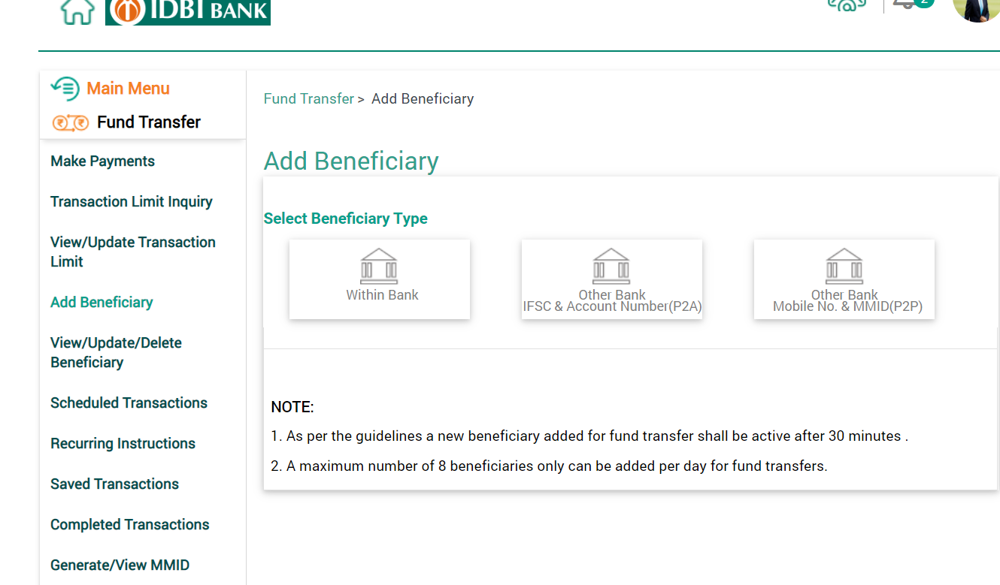 IDBI BANK
2
Main Menu
Fund Transfer
Make Payments
Transaction Limit Inquiry
View/Update Transaction
Limit
Add Beneficiary
View/Update/Delete
Beneficiary
Scheduled Transactions
Recurring Instructions
Saved Transactions
Completed Transactions
Generate/View MMID
Fund Transfer > Add Beneficiary
Add Beneficiary
Select Beneficiary Type
Within Bank
Other Bank
IFSC & Account Number(P2A)
Other Bank
Mobile No. & MMID(P2P)
NOTE:
1. As per the guidelines a new beneficiary added for fund transfer shall be active after 30 minutes .
2. A maximum number of 8 beneficiaries only can be added per day for fund transfers.